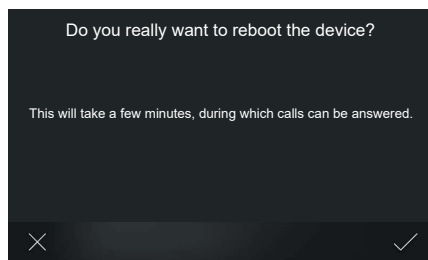 Do you really want to reboot the device?
This will take a few minutes, during which calls can be answered.